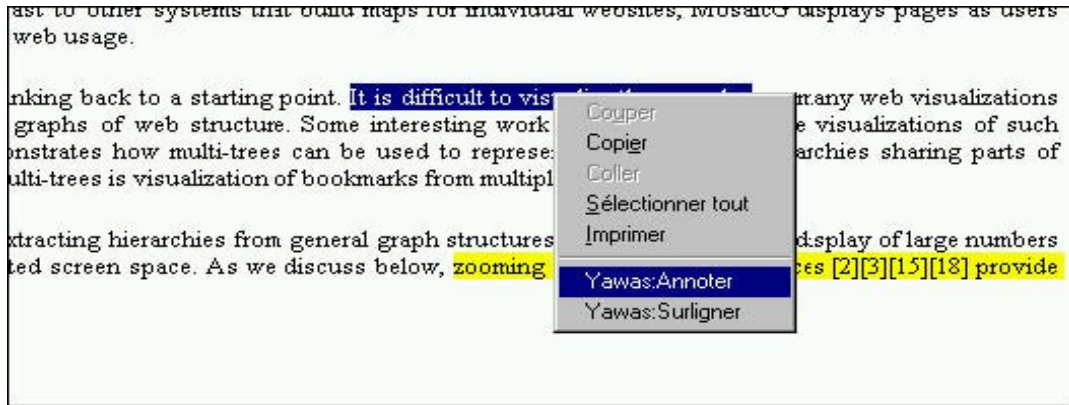 ast to other systems that build maps for individual websites, MosaicG displays pages as users
web usage.
nking back to a starting point. It is difficult to vis many web visualizations
graphs of web structure. Some interesting work e visualizations of such
onstrates how multi-trees can be used to represe archies sharing parts of
ulti-trees is visualization of bookmarks from multipl
xtracting hierarchies from general graph structures display of large numbers
ted screen space. As we discuss below, zooming ces [2][3][15][18] provide
Couper
Copier
Coller
Sélectionner tout
Imprimer
Yawas:Annoter
Yawas:Surligner